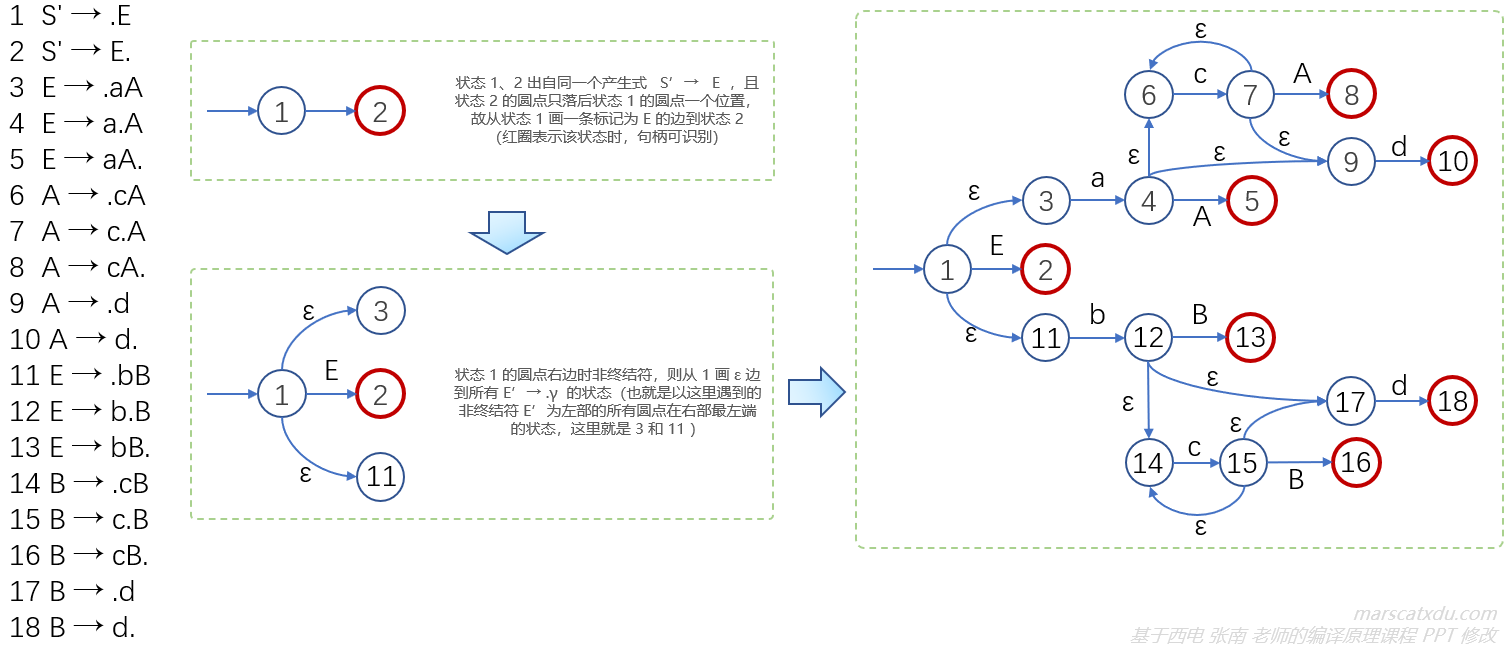 1 S' → .E
2 S' → E.
3 E → .aA
4 E → a.A
5 E → aA.
6 A → .cA
7 A → c.A
8 A → cA.
9 A → .d
10 A → d.
11 E → .bB
12 E → b.B
13 E → bB.
14 B → .cB
15 B → c.B
16 B → cB.
17 B → .d
18 B → d.
1
2
状态 1、2 出自同一个产生式 S′→ E ，且
状态 2 的圆点只落后状态 1 的圆点一个位置，
故从状态 1 画一条标记为 E 的边到状态 2
(红圈表示该状态时，句柄可识别)
ε
3
1
E
2
ε
11
状态 1 的圆点右边时非终结符，则从 1 画 ε 边
到所有 E′→ .γ 的状态（也就是以这里遇到的
非终结符 E′为左部的所有圆点在右部最左端
的状态，这里就是 3 和 11 ）
ε
6
c
7
A
8
ε
ε
ε
9
d
10
ε
3
a
4
A
5
1
E
2
ε
11
b
12
B
13
ε
ε
17
d
18
14
c
15
ε
B
16
ε
marscatxdu.com
基于西电 张南 老师的编译原理课程 PPT 修改